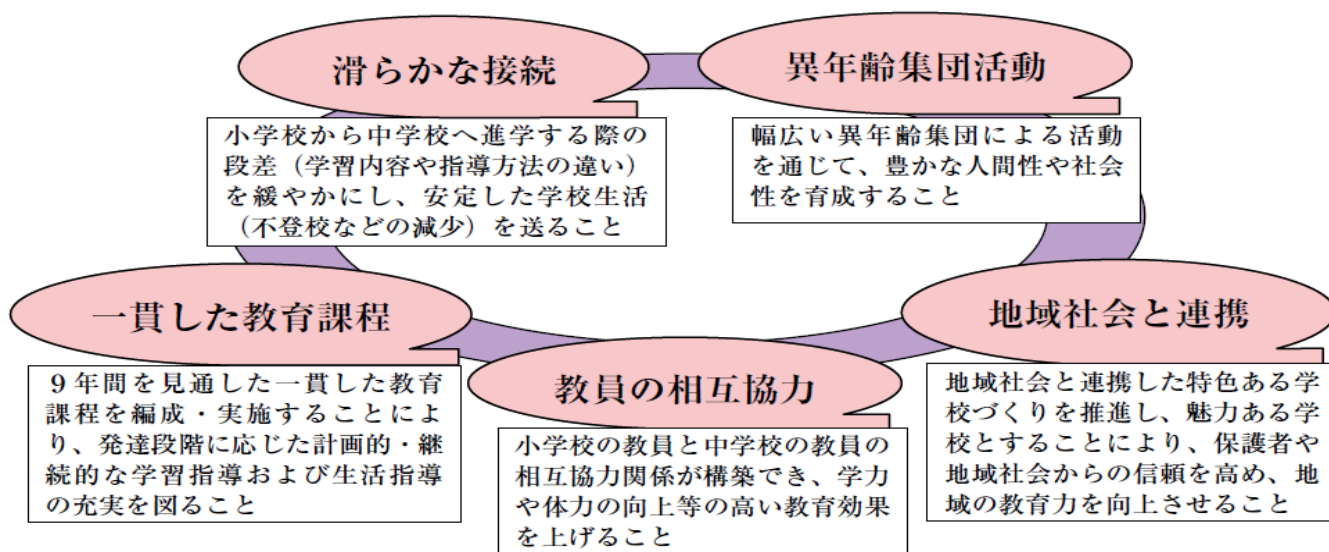 滑らかな接続
小学校から中学校へ進学する際の
段差（学習内容や指導方法の違い）
を緩やかにし、安定した学校生活
（不登校などの減少）を送ること
異年齢集団活動
幅広い異年齢集団による活動
を通じて、豊かな人間性や社会
性を育成すること
一貫した教育課程
９年間を見通した一貫した教育
課程を編成・実施することによ
り、発達段階に応じた計画的・継
続的な学習指導および生活指導
の充実を図ること
教員の相互協力
小学校の教員と中学校の教員の
相互協力関係が構築でき、学力
や体力の向上等の高い教育効果
を上げること
地域社会と連携
地域社会と連携した特色ある学
校づくりを推進し、魅力ある学
校とすることにより、保護者や
地域社会からの信頼を高め、地
域の教育力を向上させること